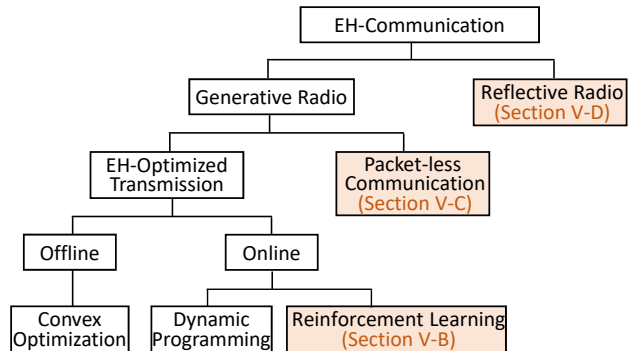 EH-Communication
Generative Radio
Reflective Radio
(Section V-D)
EH-Optimized
Transmission
Packet-less
Communication
(Section V-C)
Offline
Online
Convex
Optimization
Dynamic
Programming
Reinforcement Learning
(Section V-B)